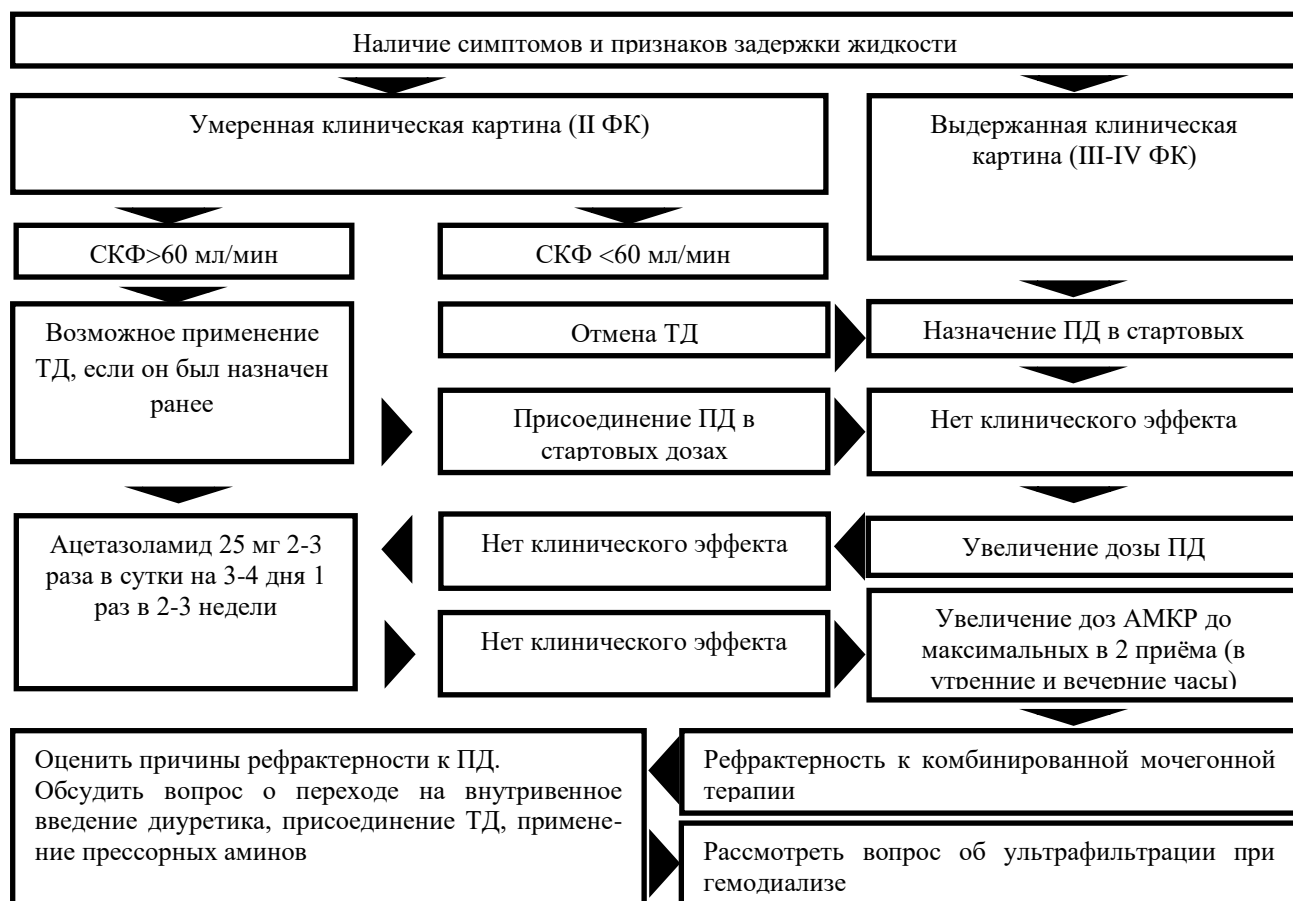 Наличие симптомов и признаков задержки жидкости
Умеренная клиническая картина (II ФК)
Выдержанная клиническая
картина (III-IV ФК)
СКФ>60 мл/мин
СКФ <60 мл/мин
Возможное применение
ТД, если он был назначен
ранее
Отмена ТД
Назначение ПД в стартовых
Присоединение ПД в
стартовых дозах
Нет клинического эффекта
Ацетазоламид 25 мг 2-3
раза в сутки на 3-4 дня 1
раз в 2-3 недели
Нет клинического эффекта
Увеличение дозы ПД
Нет клинического эффекта
Увеличение доз АМКР до
максимальных в 2 приёма (в
утренние и вечерние часы)
Оценить причины рефрактерности к ПД.
Обсудить вопрос о переходе на внутривенное
введение диуретика, присоединение ТД, примене-
ние прессорных аминов
Рефрактерность к комбинированной мочегонной
терапии
Рассмотреть вопрос об ультрафильтрации при
гемодиализе